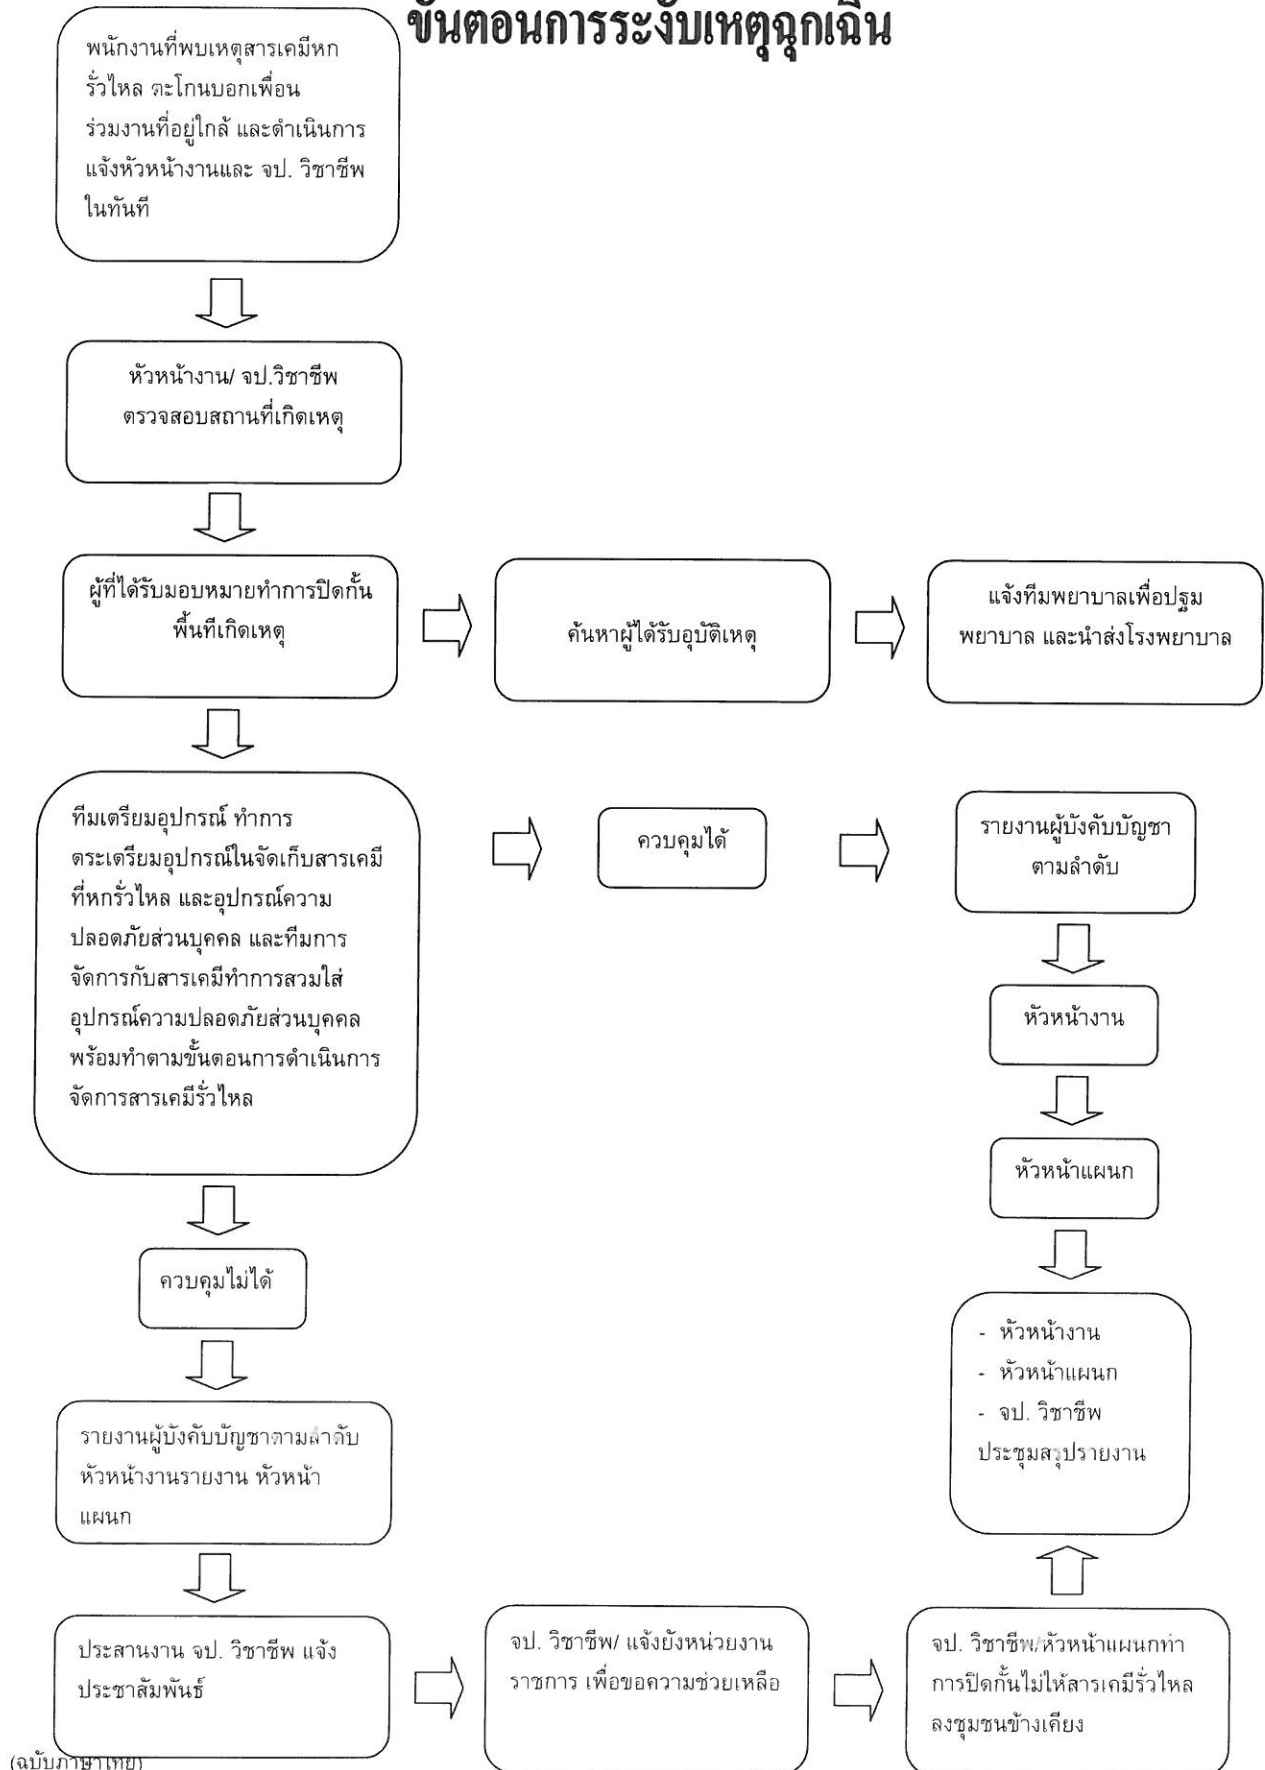 ขั้นตอนการระงับเหตุฉุกเฉิน
พนักงานที่พบเหตุสารเคมีหก
รั่วไหล ตะโกนบอกเพื่อน
ร่วมงานที่อยู่ใกล้ และดำเนินการ
แจ้งหัวหน้างานและ จป. วิชาชีพ
ในทันที
หัวหน้างาน/ จป.วิชาชีพ
ตรวจสอบสถานที่เกิดเหตุ
ผู้ที่ได้รับมอบหมายทำการปิดกั้น
พื้นที่เกิดเหตุ
ค้นหาผู้ได้รับอุบัติเหตุ
แจ้งทีมพยาบาลเพื่อปฐม
พยาบาล และนำส่งโรงพยาบาล
ทีมเตรียมอุปกรณ์ ทำการ
ตระเตรียมอุปกรณ์ในจัดเก็บสารเคมี
ที่หกรั่วไหล และอุปกรณ์ความ
ปลอดภัยส่วนบุคคล และทีมการ
จัดการกับสารเคมีทำการสวมใส่
อุปกรณ์ความปลอดภัยส่วนบุคคล
พร้อมทำตามขั้นตอนการดำเนินการ
จัดการสารเคมีรั่วไหล
ควบคุมได้
รายงานผู้บังคับบัญชา
ตามลำดับ
หัวหน้างาน
หัวหน้าแผนก
ควบคุมไม่ได้
รายงานผู้บังคับบัญชาตามลำดับ
หัวหน้างานรายงาน หัวหน้า
แผนก
- หัวหน้างาน
- หัวหน้าแผนก
- จป. วิชาชีพ
ประชุมสรุปรายงาน
ประสานงาน จป. วิชาชีพ แจ้ง
ประชาสัมพันธ์
จป. วิชาชีพ/ แจ้งยังหน่วยงาน
ราชการ เพื่อขอความช่วยเหลือ
จป. วิชาชีพ/หัวหน้าแผนกทำ
การปิดกั้นไม่ให้สารเคมีรั่วไหล
ลงชุมชนข้างเคียง
(ฉบับภาษาไทย)